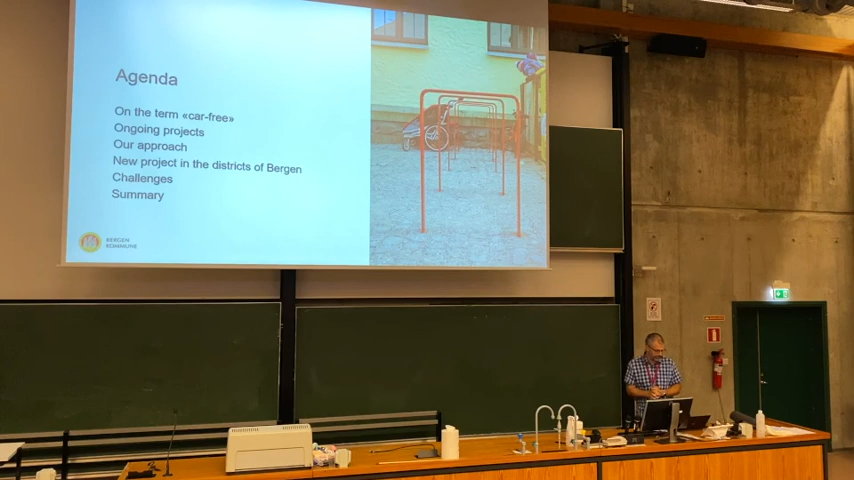 Agenda
On the term «car-free»
Ongoing projects
Our approach
New project in the districts of Bergen
Challenges
Summary
BERGEN
KOMMUNE